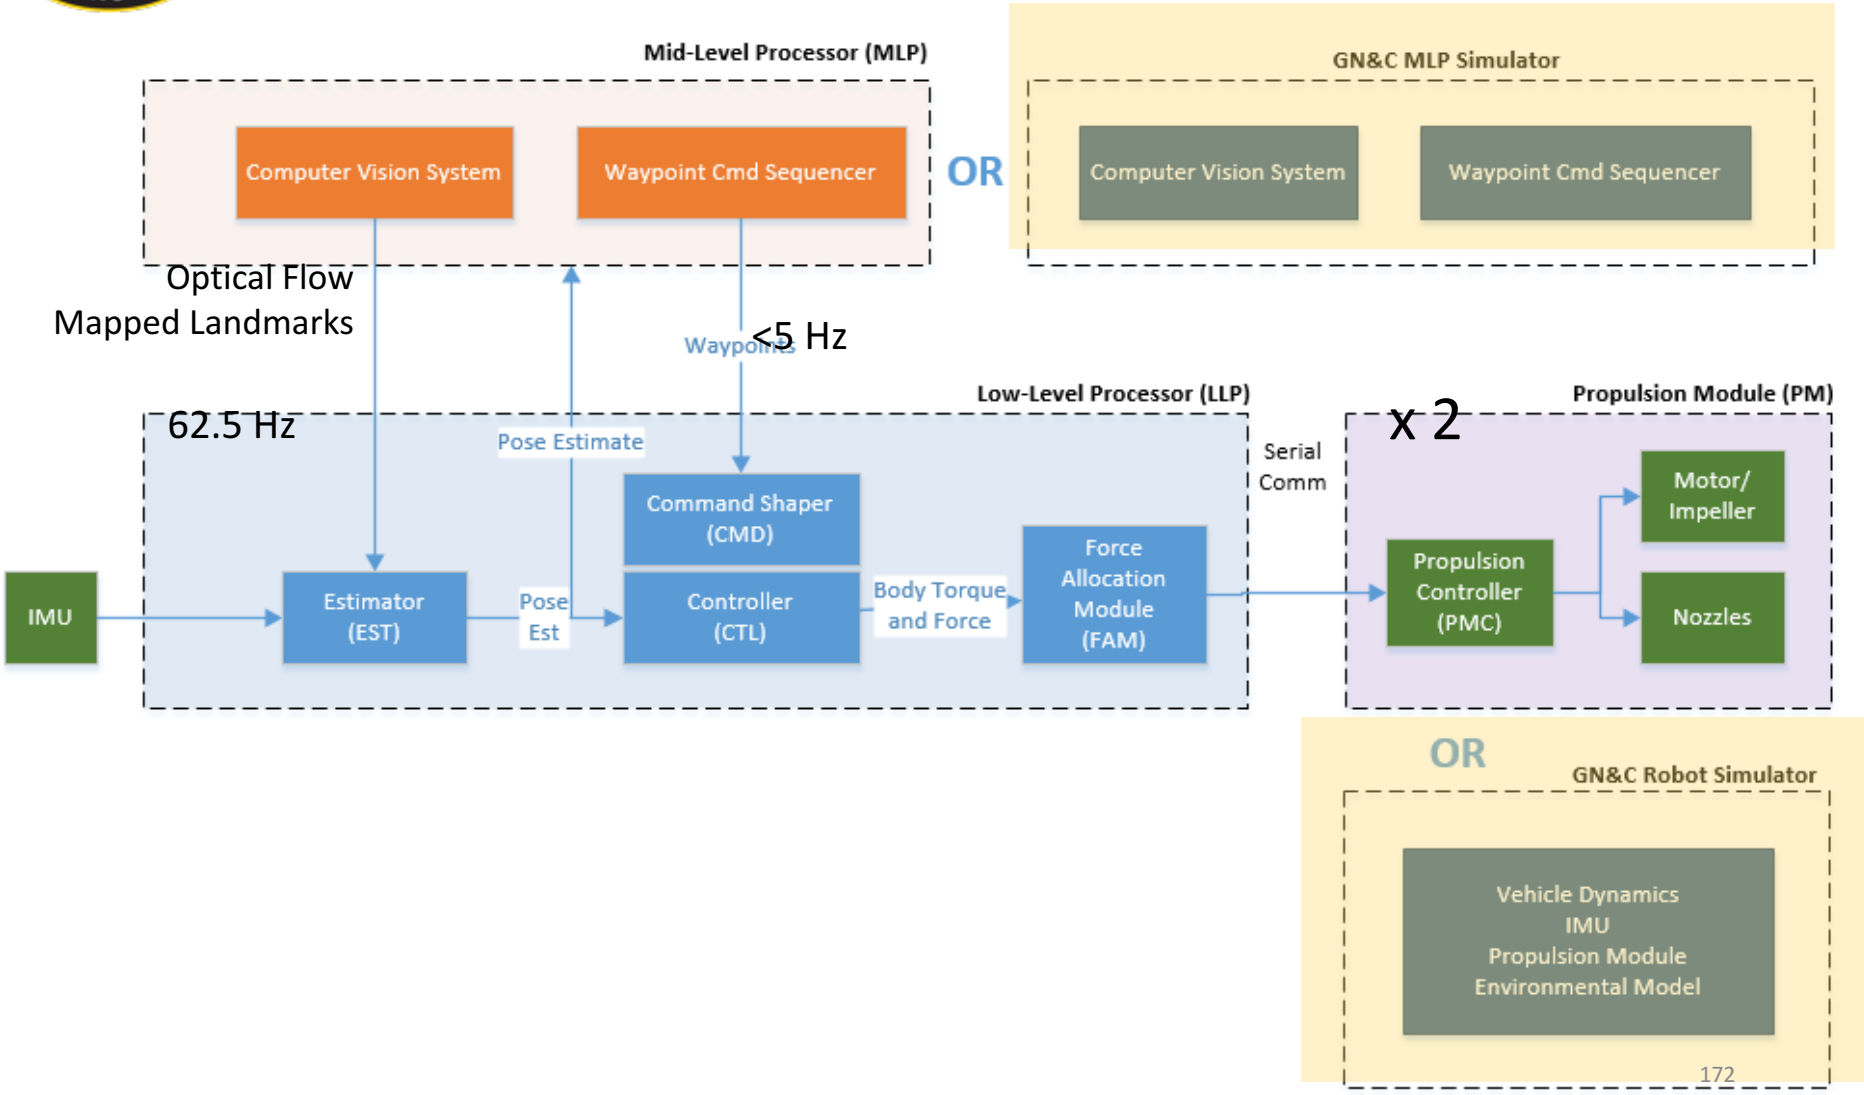 Mid-Level Processor (MLP)
GN&C MLP Simulator
Computer Vision System
Waypoint Cmd Sequencer
OR
Computer Vision System
Waypoint Cmd Sequencer
Optical Flow
Mapped Landmarks
Waypoints
<5 Hz
Low-Level Processor (LLP)
Propulsion Module (PM)
62.5 Hz
x 2
Pose Estimate
Serial
Comm
Command Shaper
(CMD)
Motor/
Impeller
Force
Allocation
Module
(FAM)
Propulsion
Controller
(PMC)
IMU
Estimator
(EST)
Pose
Est
Controller
(CTL)
Body Torque
and Force
Nozzles
OR
GN&C Robot Simulator
Vehicle Dynamics
IMU
Propulsion Module
Environmental Model
172